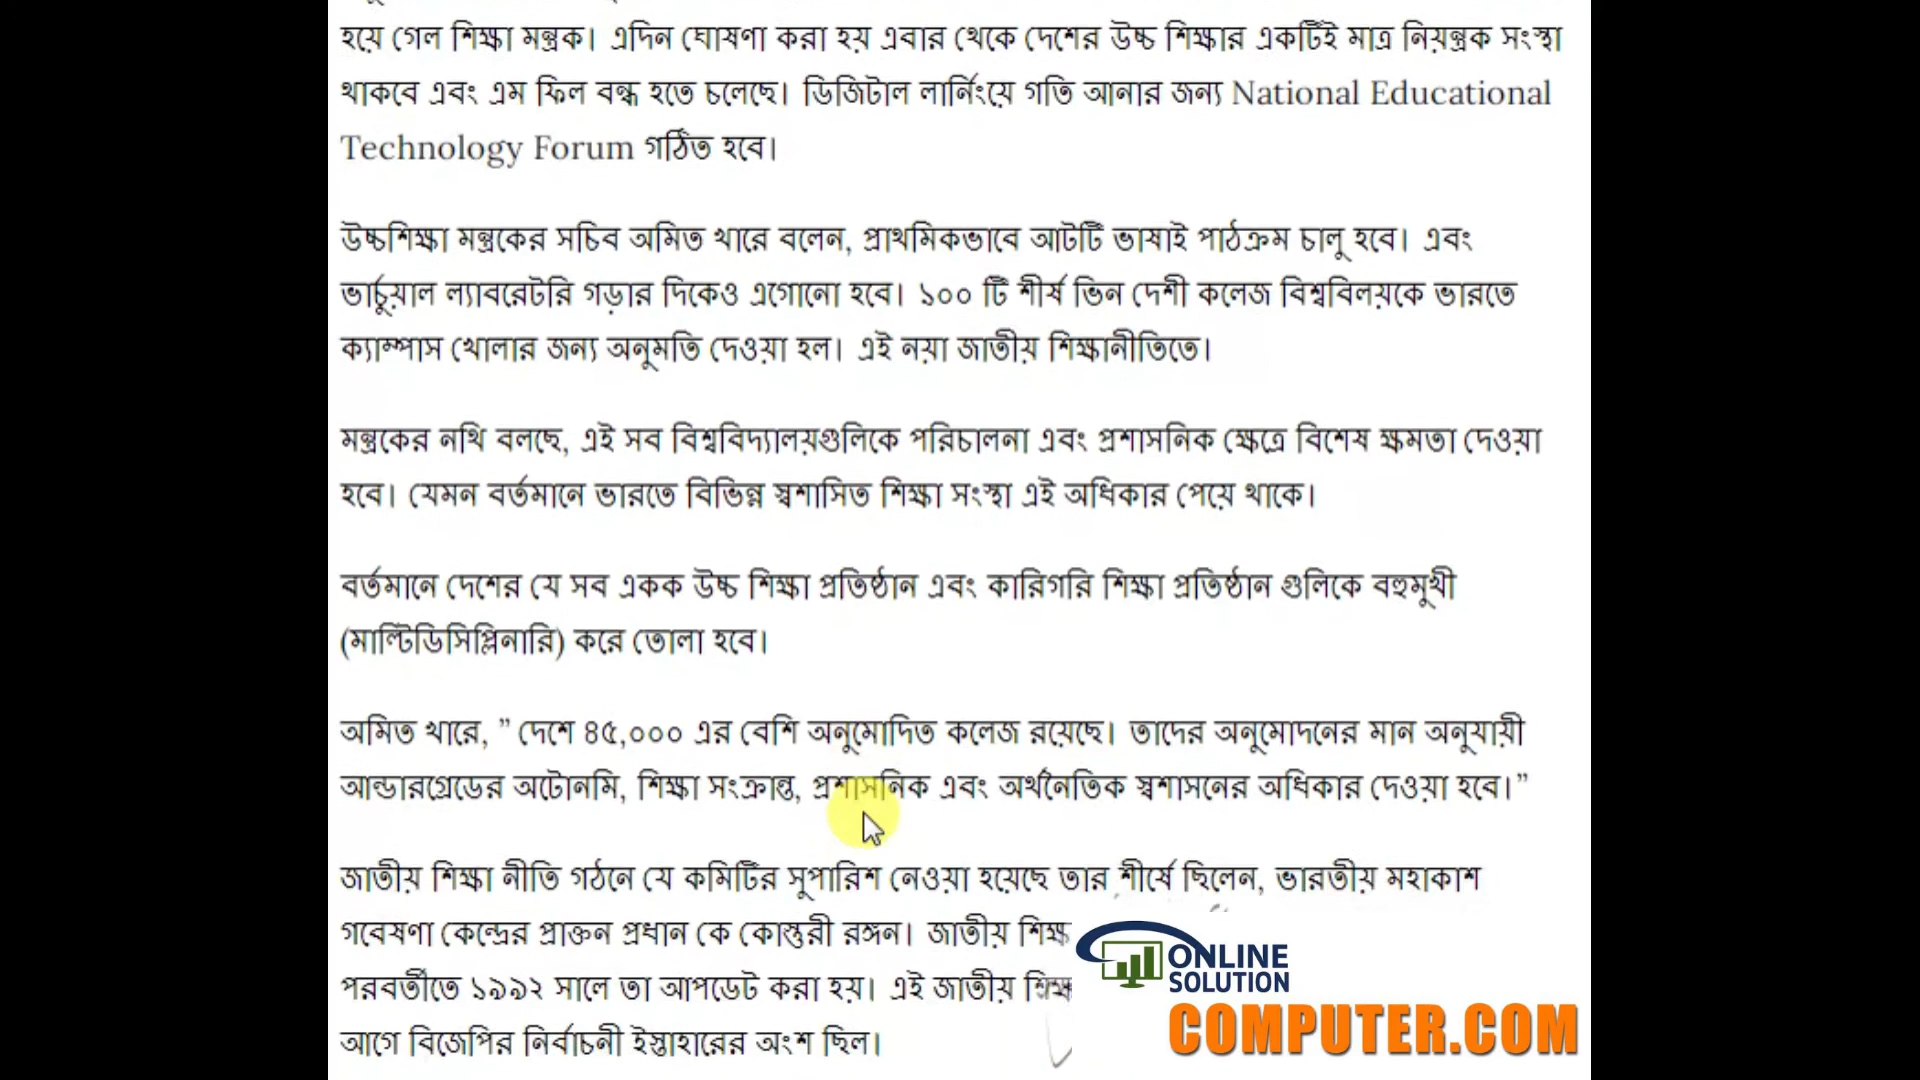 হয়ে গেল শিক্ষা মন্ত্রক। এদিন ঘোষণা করা হয় এবার থেকে দেশের উচ্চ শিক্ষার একটিই মাত্র নিয়ন্ত্রক সংস্থা
থাকবে এবং এম ফিল বন্ধ হতে চলেছে। ডিজিটাল লার্নিংয়ে গতি আনার জন্য National Educational
Technology Forum গঠিত হবে।
উচ্চশিক্ষা মন্ত্রকের সচিব অমিত খারে বলেন, প্রাথমিকভাবে আটটি ভাষাই পাঠক্রম চালু হবে। এবং
ভার্চুয়াল ল্যাবরেটরি গড়ার দিকেও এগোনো হবে। ১০০ টি শীর্ষ ভিন দেশী কলেজ বিশ্ববিলয়কে ভারতে
ক্যাম্পাস খোলার জন্য অনুমতি দেওয়া হল। এই নয়া জাতীয় শিক্ষানীতিতে।
মন্ত্রকের নথি বলছে, এই সব বিশ্ববিদ্যালয়গুলিকে পরিচালনা এবং প্রশাসনিক ক্ষেত্রে বিশেষ ক্ষমতা দেওয়া
হবে। যেমন বর্তমানে ভারতে বিভিন্ন স্বশাসিত শিক্ষা সংস্থা এই অধিকার পেয়ে থাকে।
বর্তমানে দেশের যে সব একক উচ্চ শিক্ষা প্রতিষ্ঠান এবং কারিগরি শিক্ষা প্রতিষ্ঠান গুলিকে বহুমুখী
(মাল্টিডিসিপ্লিনারি) করে তোলা হবে।
অমিত খারে, ” দেশে ৪৫,০০০ এর বেশি অনুমোদিত কলেজ রয়েছে। তাদের অনুমোদনের মান অনুযায়ী
আন্ডারগ্রেডের অটোনমি, শিক্ষা সংক্রান্ত, প্রশাসনিক এবং অর্থনৈতিক স্বশাসনের অধিকার দেওয়া হবে।”
জাতীয় শিক্ষা নীতি গঠনে যে কমিটির সুপারিশ নেওয়া হয়েছে তার শীর্ষে ছিলেন, ভারতীয় মহাকাশ
গবেষণা কেন্দ্রের প্রাক্তন প্রধান কে কোস্তুরী রঙ্গন। জাতীয়
পরবর্তীতে ১৯৯২ সালে তা আপডেট করা হয়। এই জাতীয়
আগে বিজেপির নির্বাচনী ইস্তাহারের অংশ ছিল।
ONLINE
SOLUTION
COMPUTER.COM